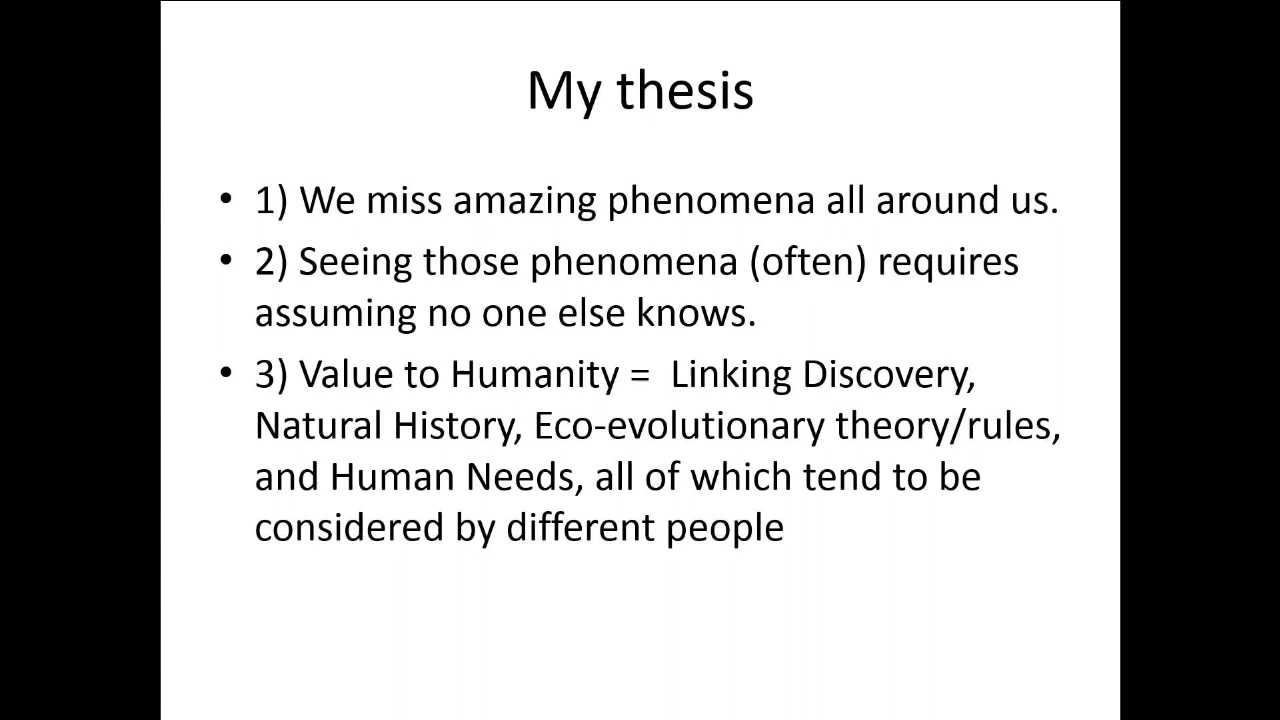 My thesis
• 1) We miss amazing phenomena all around us.
• 2) Seeing those phenomena (often) requires
assuming no one else knows.
• 3) Value to Humanity =  Linking Discovery,
Natural History, Eco-evolutionary theory/rules,
and Human Needs, all of which tend to be
considered by different people